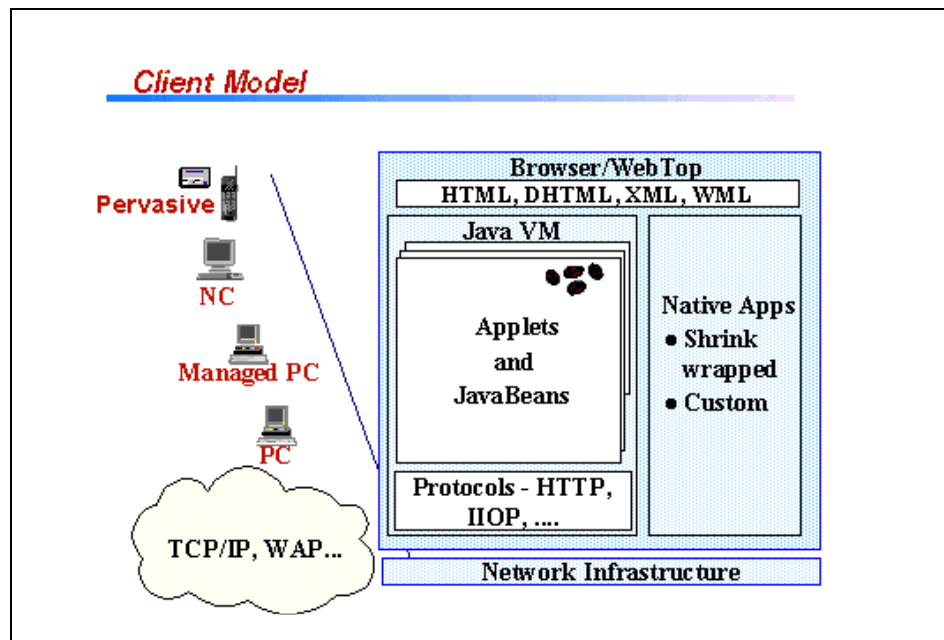 Client Model
Pervasive
NC
Managed PC
PC
TCP/IP, WAP...
Browser/WebTop
HTML, DHTML, XML, WML
Java VM
Applets
and
JavaBeans
Protocols - HTTP,
IIOP, ....
Native Apps
● Shrink
wrapped
● Custom
Network Infrastructure